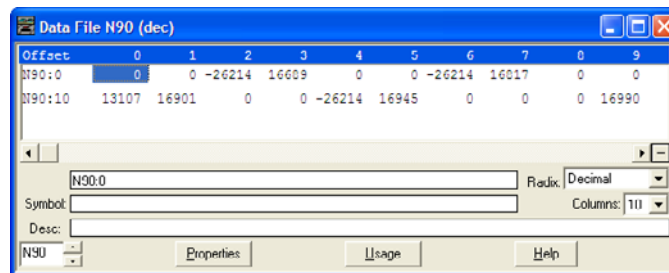 Data File N90 (dec)
Offset 0 1 2 3 4 5 6 7 8 9
N90:0 0 0 -26214 16609 0 0 -26214 16817 0 0
N90:10 13107 16901 0 0 -26214 16945 0 0 0 16990
N90:0
Radix: Decimal
Symbol:
Columns: 10
Desc:
N90 Properties Usage Help